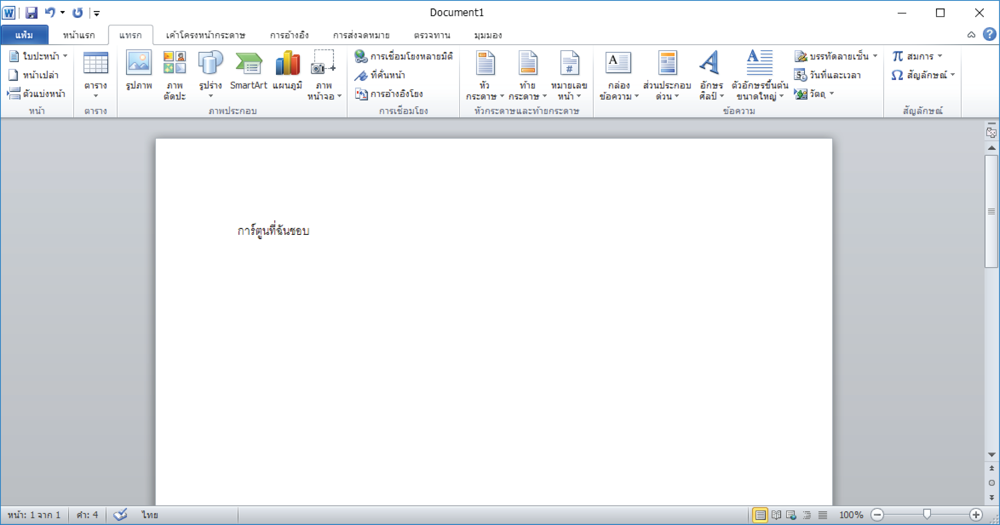 Document1
แฟ้ม หน้าแรก แทรก เค้าโครงหน้ากระดาษ การอ้างอิง การส่งจดหมาย ตรวจทาน มุมมอง
ใบปะหน้า
หน้าเปล่า
ตัวแบ่งหน้า
หน้า
ตาราง
ตาราง
รูปภาพ
ภาพ
ตัดปะ
รูปร่าง
SmartArt
แผนภูมิ
ภาพ
หน้าจอ
ภาพประกอบ
การเชื่อมโยงหลายมิติ
ที่คั่นหน้า
การอ้างอิงโยง
การเชื่อมโยง
หัว
กระดาษ
ท้าย
กระดาษ
หมายเลข
หน้า
#
หัวกระดาษและท้ายกระดาษ
A
กล่อง
ข้อความ
ส่วนประกอบ
ด่วน
A
อักษร
ศิลป์
A
ตัวอักษรขึ้นต้น
ขนาดใหญ่
บรรทัดลายเซ็น
วันที่และเวลา
วัตถุ
ข้อความ
π สมการ
Ω สัญลักษณ์
สัญลักษณ์
การ์ตูนที่ฉันชอบ
หน้า: 1 จาก 1 คำ: 4 ไทย 100%